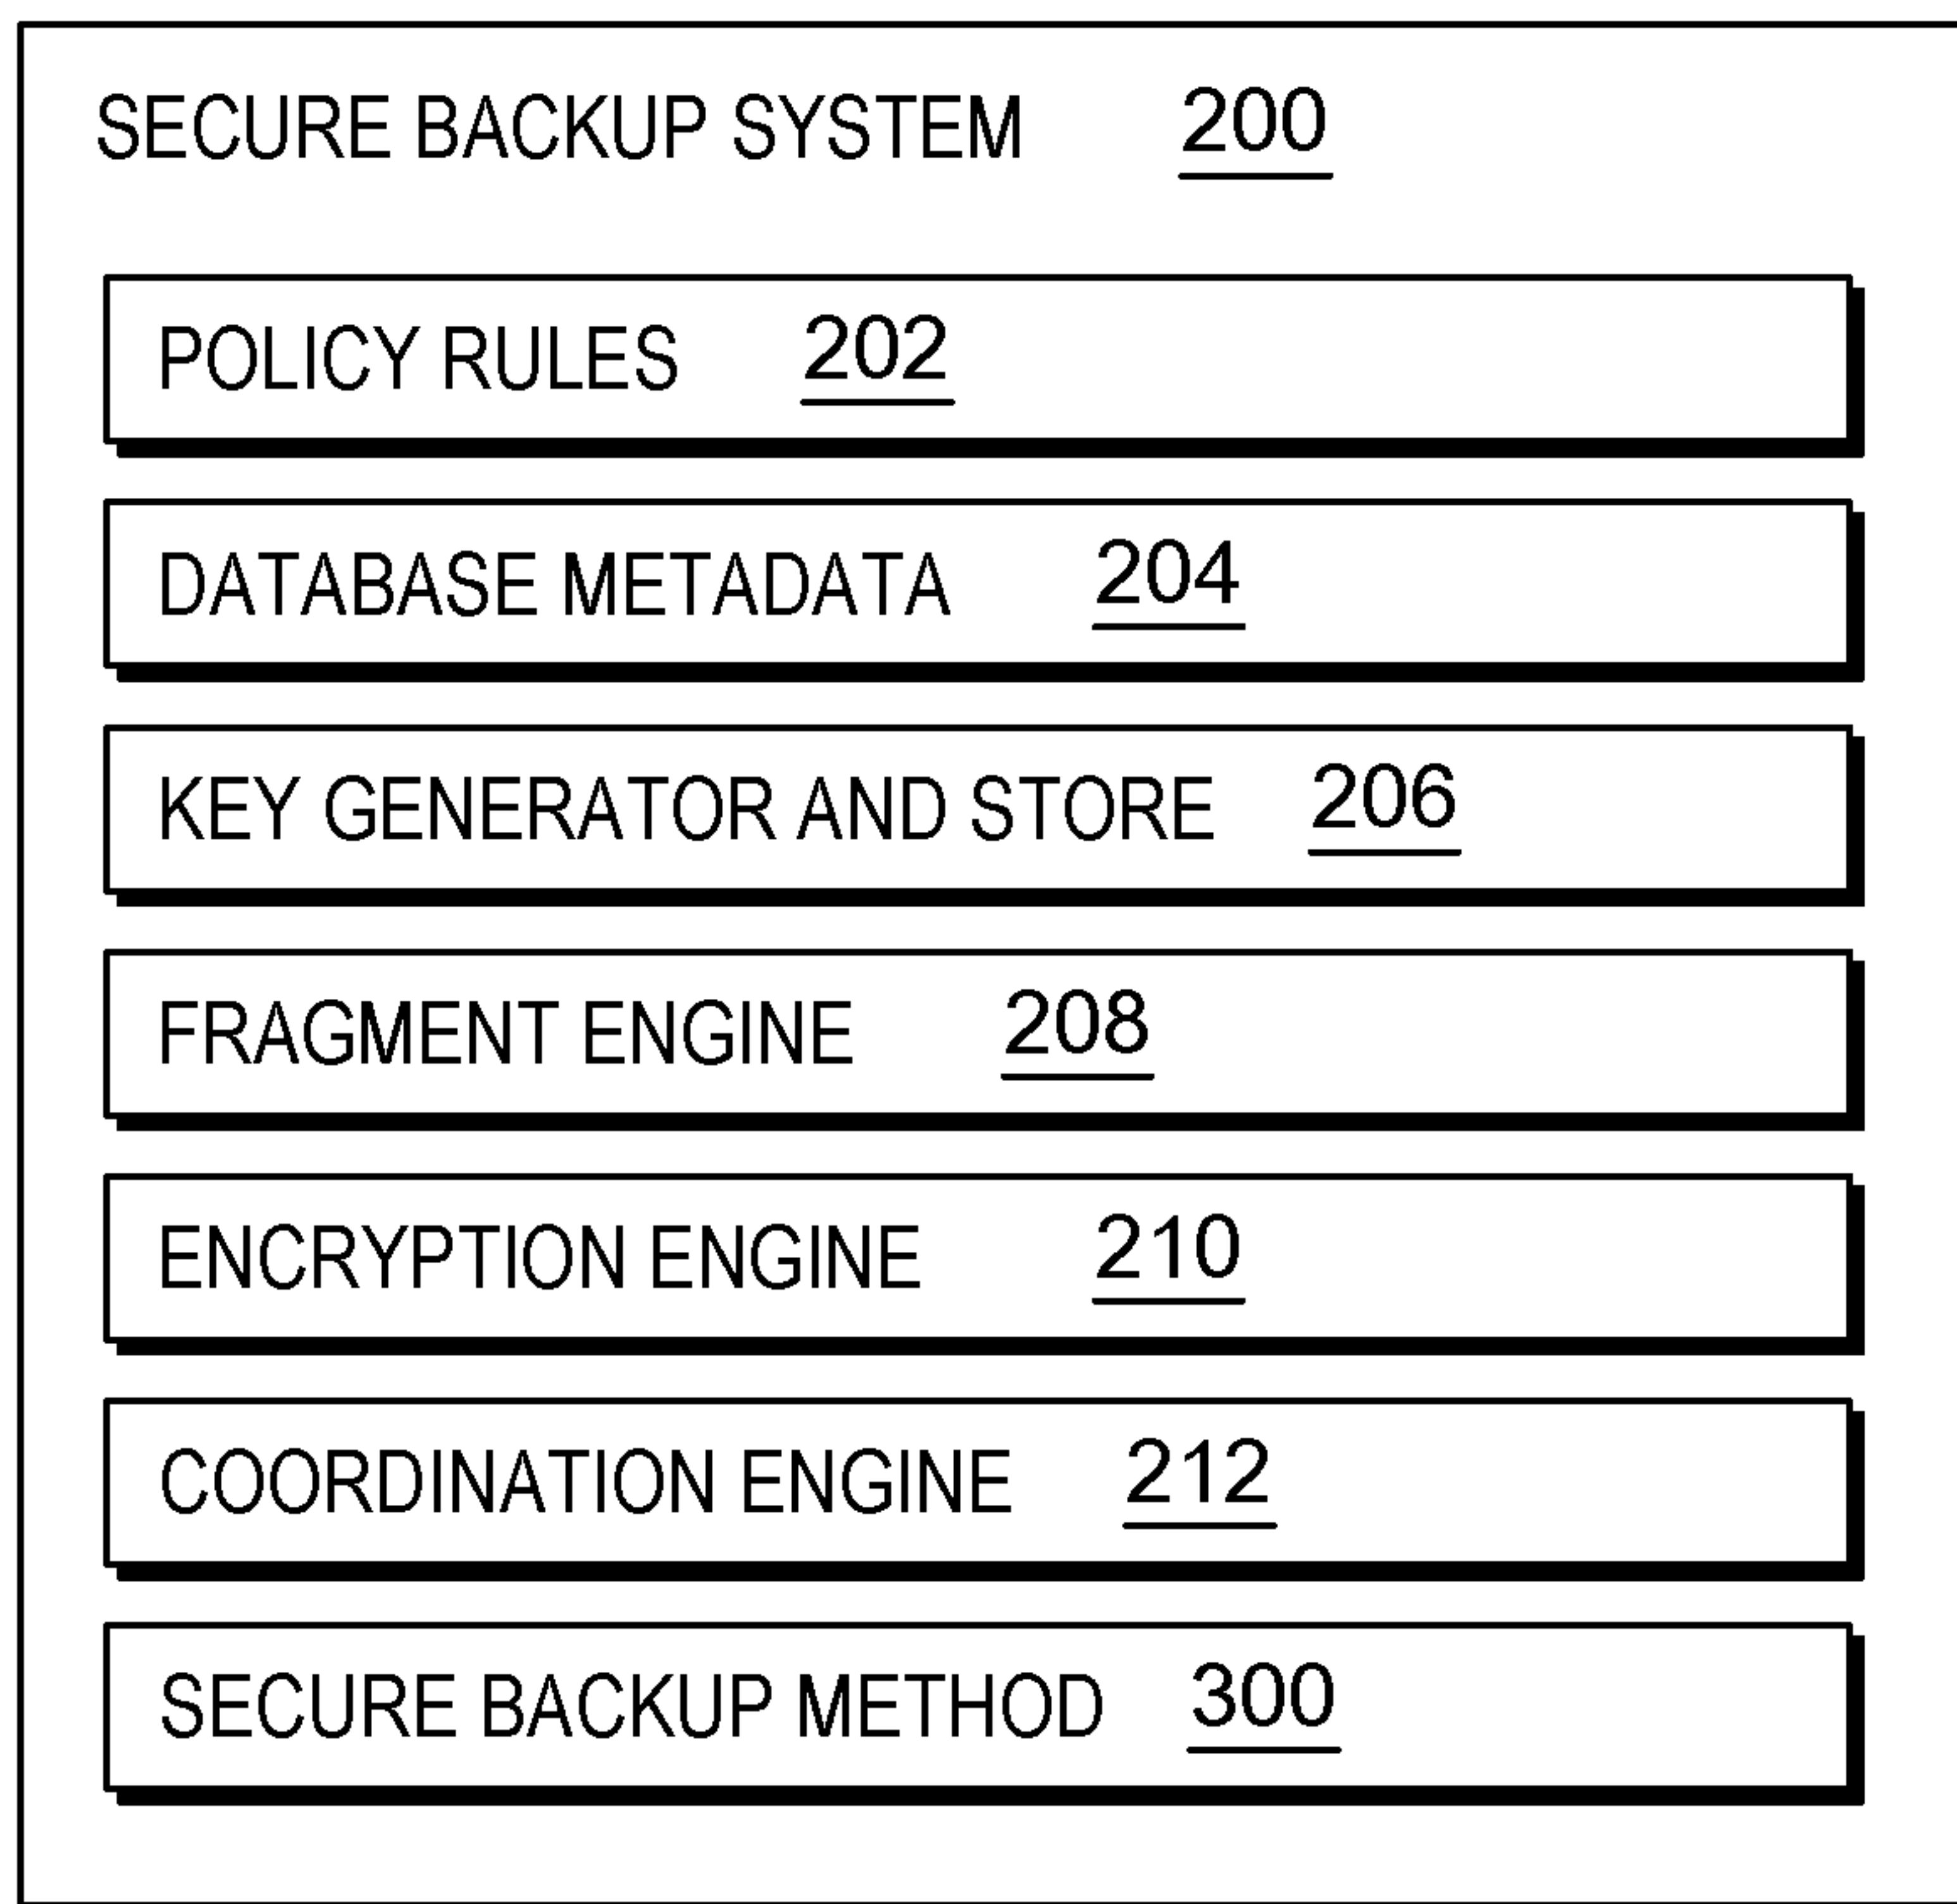 SECURE BACKUP SYSTEM 200
POLICY RULES 202
DATABASE METADATA 204
KEY GENERATOR AND STORE 206
FRAGMENT ENGINE 208
ENCRYPTION ENGINE 210
COORDINATION ENGINE 212
SECURE BACKUP METHOD 300